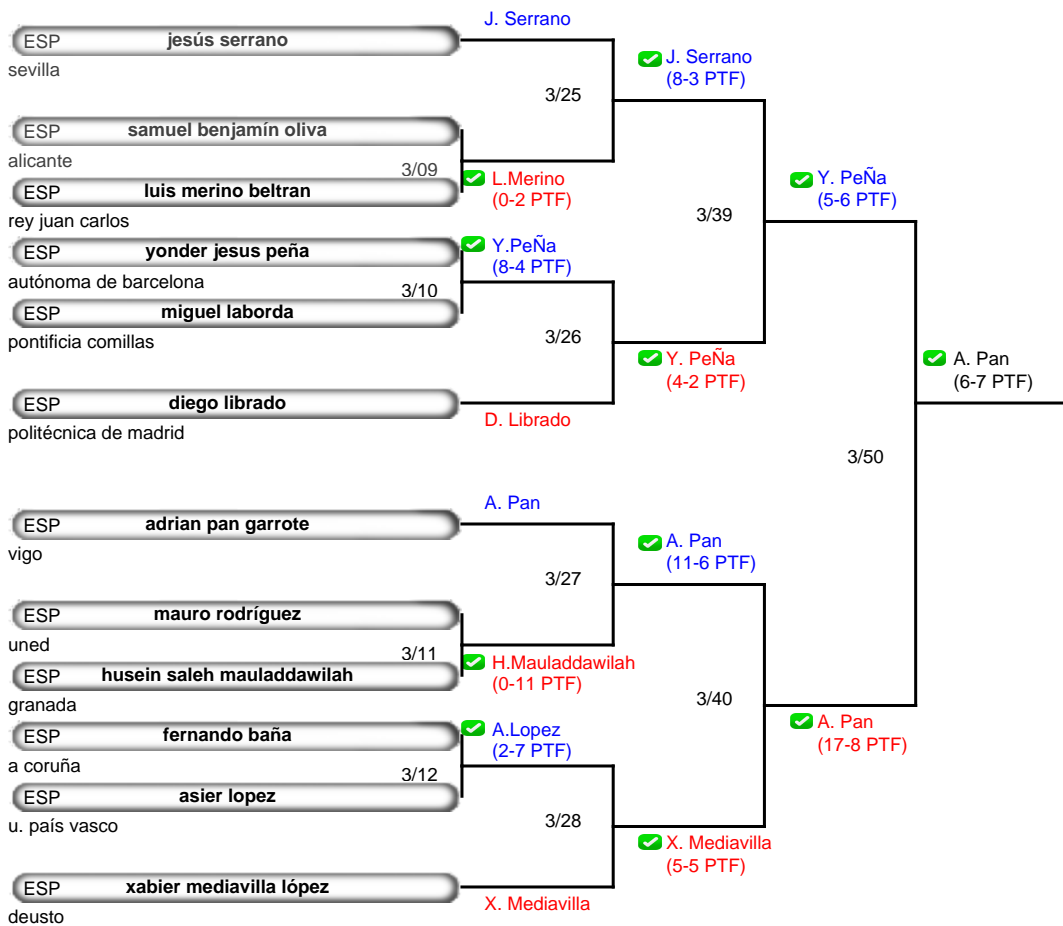 J. Serrano
ESP jesús serrano
sevilla
J. Serrano
(8-3 PTF)
3/25
ESP samuel benjamín oliva
alicante
3/09
L.Merino
(0-2 PTF)
ESP luis merino beltran
rey juan carlos
Y. PeÑa
(5-6 PTF)
3/39
ESP yonder jesus peña
autónoma de barcelona
Y.PeÑa
(8-4 PTF)
3/10
ESP miguel laborda
pontificia comillas
3/26
Y. PeÑa
(4-2 PTF)
A. Pan
(6-7 PTF)
ESP diego librado
politécnica de madrid
D. Librado
3/50
A. Pan
ESP adrian pan garrote
vigo
A. Pan
(11-6 PTF)
3/27
ESP mauro rodríguez
uned
3/11
H.Mauladdawilah
(0-11 PTF)
ESP husein saleh mauladdawilah
granada
3/40
A. Pan
(17-8 PTF)
ESP fernando baña
a coruña
A.Lopez
(2-7 PTF)
3/12
ESP asier lopez
u. país vasco
3/28
X. Mediavilla
(5-5 PTF)
ESP xabier mediavilla lópez
deusto
X. Mediavilla